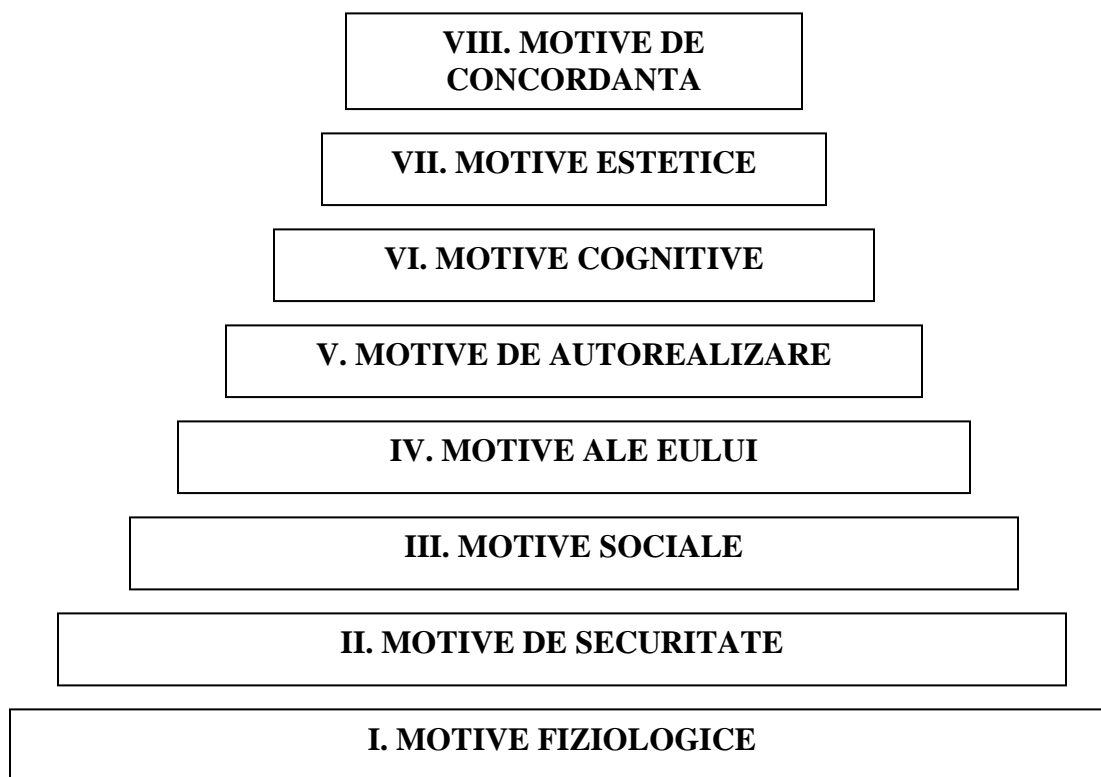 VIII. MOTIVE DE
CONCORDANTA
VII. MOTIVE ESTETICE
VI. MOTIVE COGNITIVE
V. MOTIVE DE AUTOREALIZARE
IV. MOTIVE ALE EULUI
III. MOTIVE SOCIALE
II. MOTIVE DE SECURITATE
I. MOTIVE FIZIOLOGICE